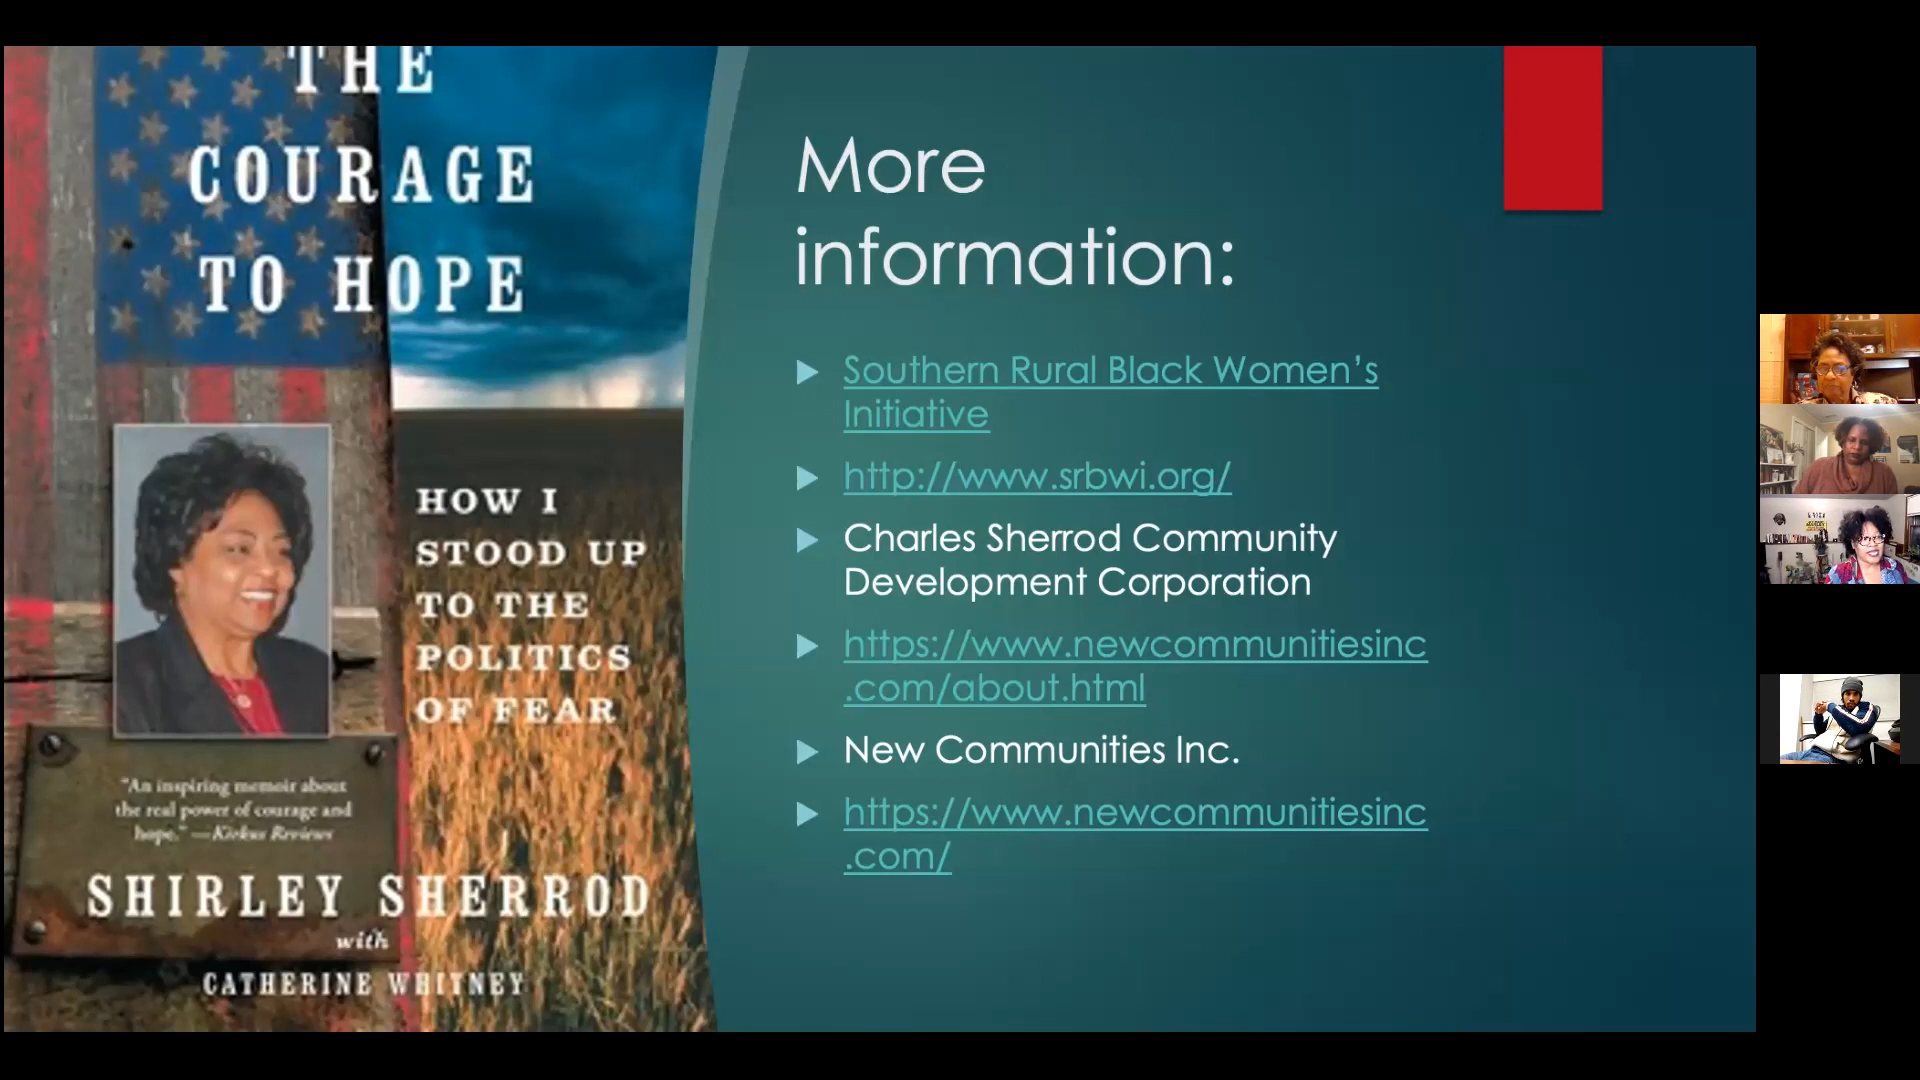 THE
COURAGE
TO HOPE
HOW I
STOOD UP
TO THE
POLITICS
OF FEAR
"An inspiring memoir about
the real power of courage and
hope." —Kirkus Reviews
SHIRLEY SHERROD
with
CATHERINE WHITNEY
More
information:
Southern Rural Black Women's
Initiative
http://www.srbwi.org/
Charles Sherrod Community
Development Corporation
https://www.newcommunitiesinc
.com/about.html
New Communities Inc.
https://www.newcommunitiesinc
.com/